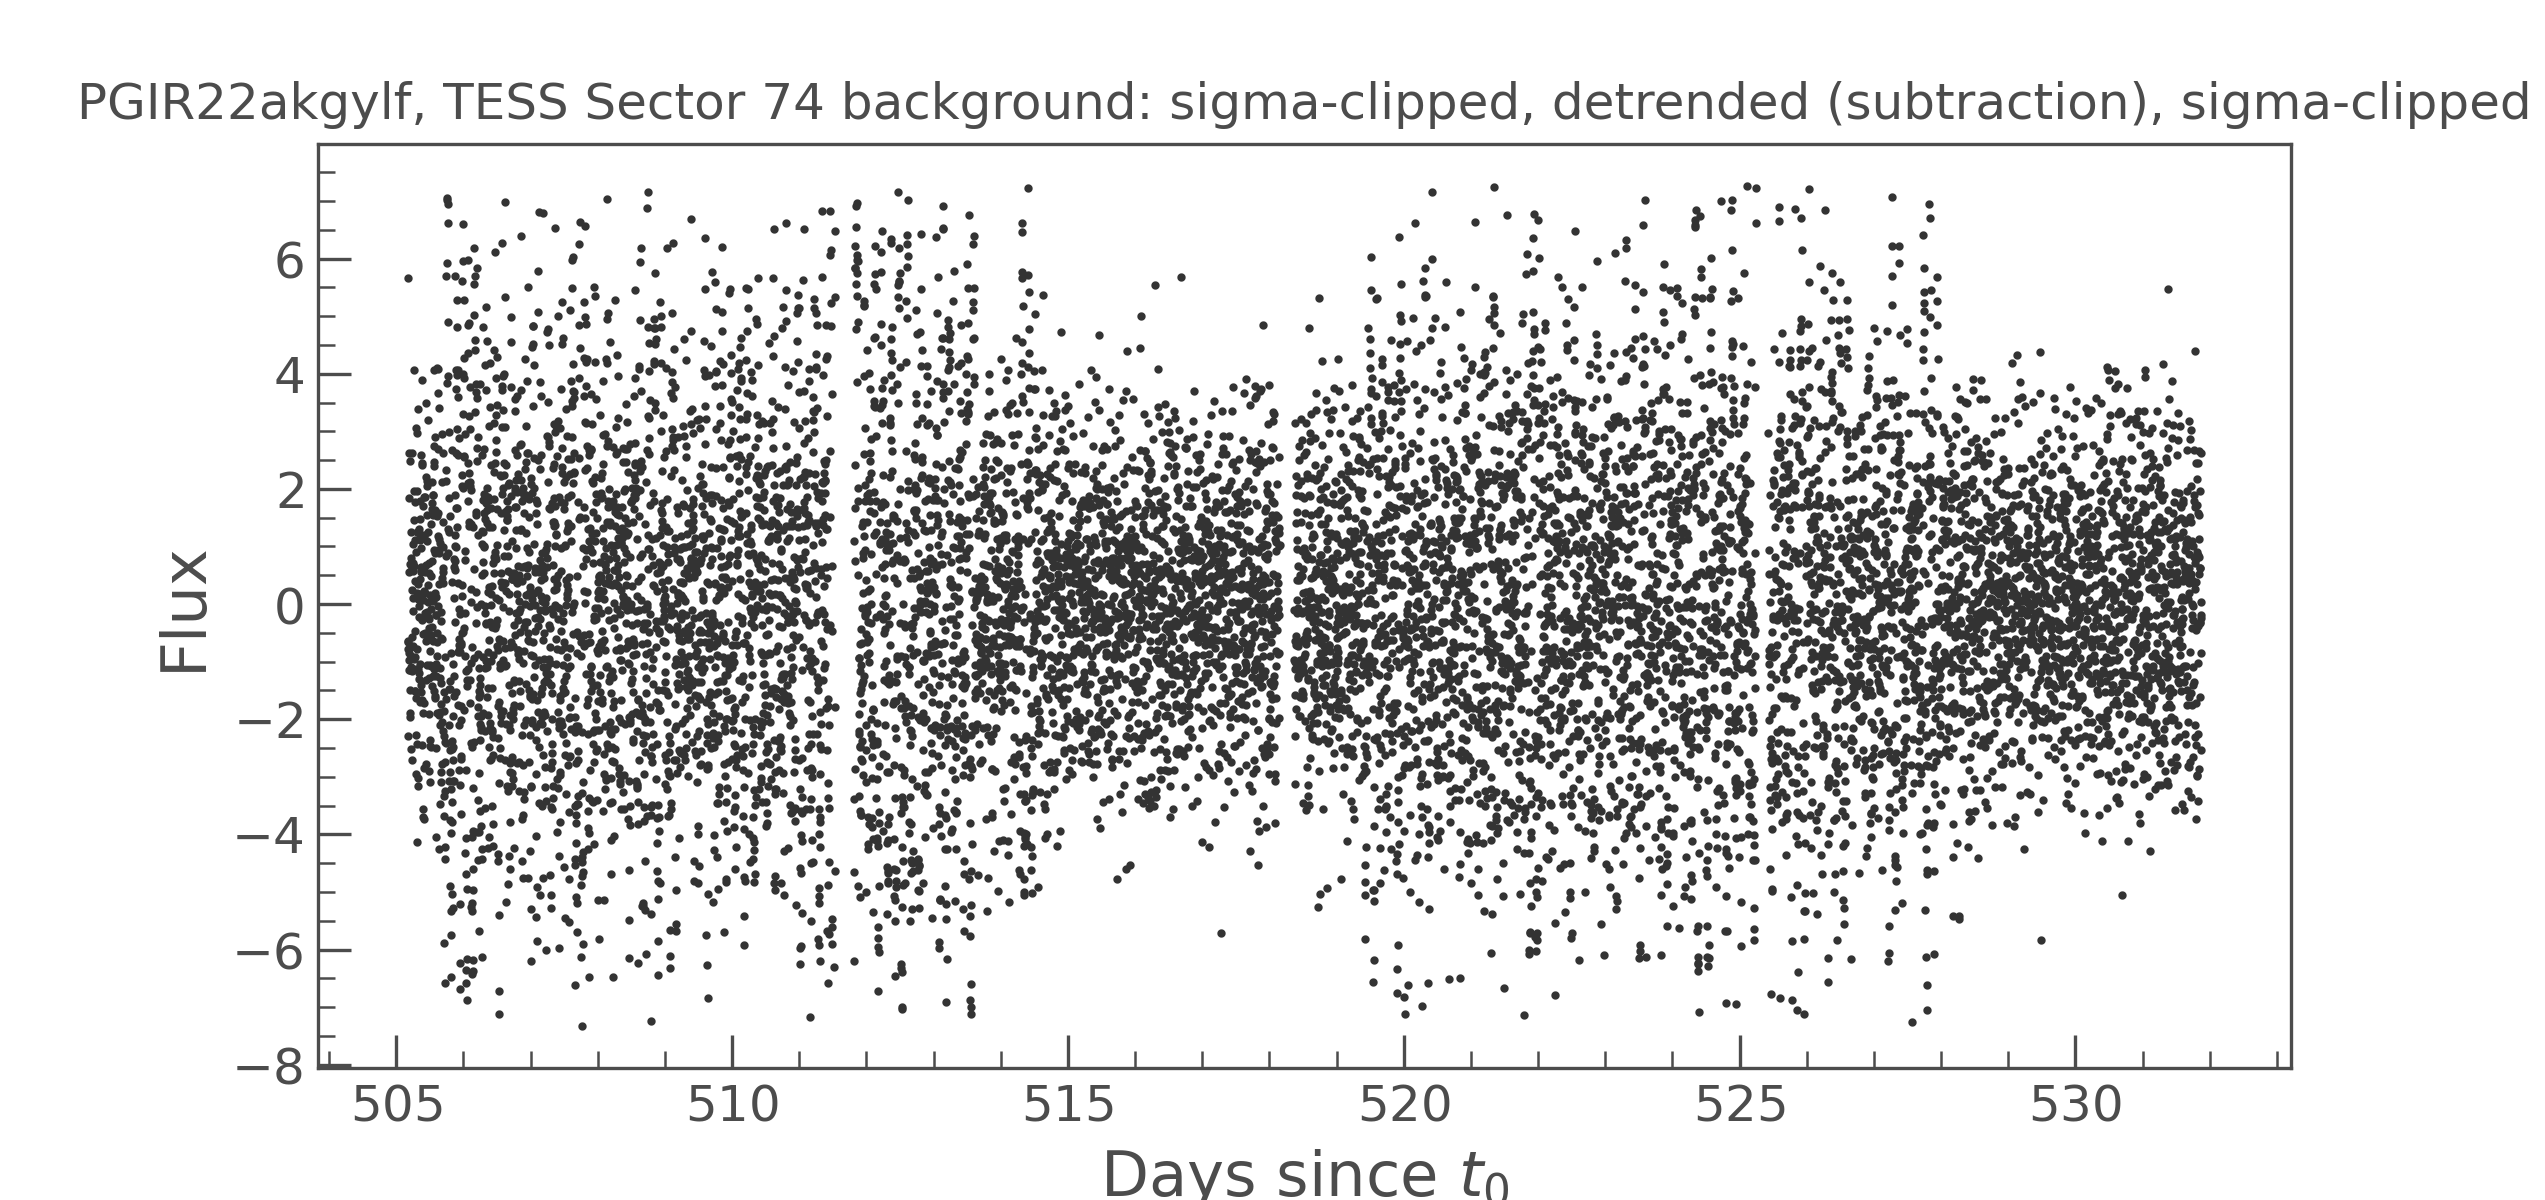 PGIR22akgylf, TESS Sector 74 background: sigma-clipped, detrended (subtraction), sigma-clipped
Flux
6
4
2
0
−2
−4
−6
−8
505 510 515 520 525 530
Days since t₀